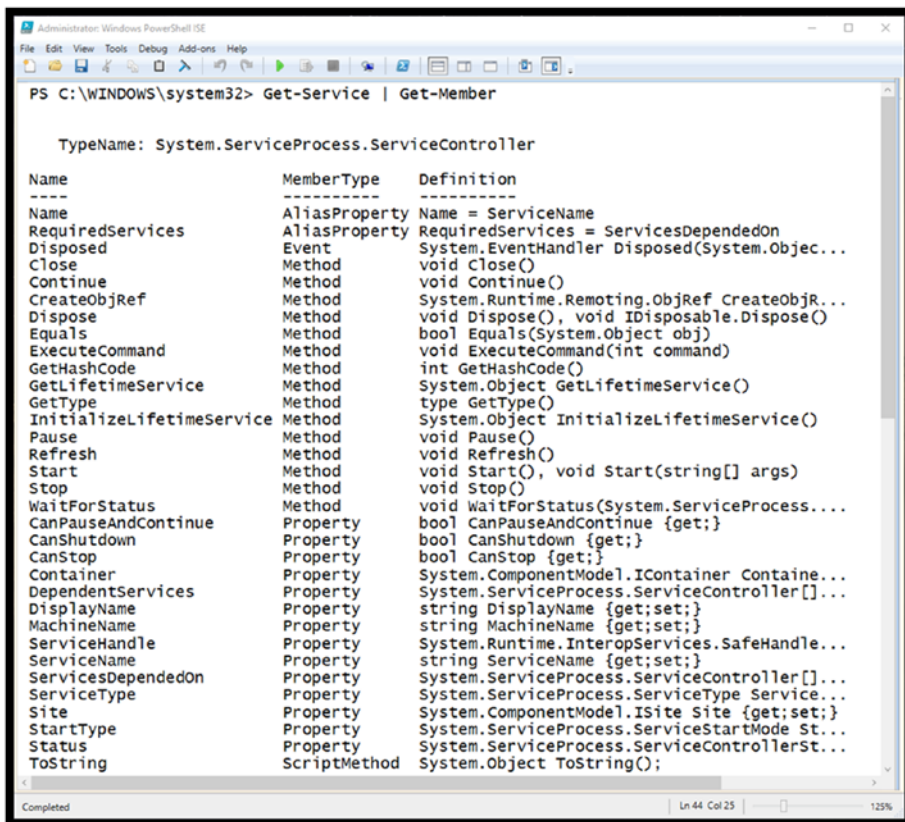 Administrator: Windows PowerShell ISE
File Edit View Tools Debug Add-ons Help
PS C:\WINDOWS\system32> Get-Service | Get-Member
TypeName: System.ServiceProcess.ServiceController
Name MemberType Definition
---- ---------- ----------
Name AliasProperty Name = ServiceName
RequiredServices AliasProperty RequiredServices = ServicesDependedOn
Disposed Event System.EventHandler Disposed(System.Objec...
Close Method void Close()
Continue Method void Continue()
CreateObjRef Method System.Runtime.Remoting.ObjRef CreateObjR...
Dispose Method void Dispose(), void IDisposable.Dispose()
Equals Method bool Equals(System.Object obj)
ExecuteCommand Method void ExecuteCommand(int command)
GetHashCode Method int GetHashCode()
GetLifetimeService Method System.Object GetLifetimeService()
GetType Method type GetType()
InitializeLifetimeService Method System.Object InitializeLifetimeService()
Pause Method void Pause()
Refresh Method void Refresh()
Start Method void Start(), void Start(string[] args)
Stop Method void Stop()
WaitForStatus Method void WaitForStatus(System.ServiceProcess....
CanPauseAndContinue Property bool CanPauseAndContinue {get;}
CanShutdown Property bool CanShutdown {get;}
CanStop Property bool CanStop {get;}
Container Property System.ComponentModel.IContainer Containe...
DependentServices Property System.ServiceProcess.ServiceController[]...
DisplayName Property string DisplayName {get;set;}
MachineName Property string MachineName {get;set;}
ServiceHandle Property System.Runtime.InteropServices.SafeHandle...
ServiceName Property string ServiceName {get;set;}
ServicesDependedOn Property System.ServiceProcess.ServiceController[]...
ServiceType Property System.ServiceProcess.ServiceType Service...
Site Property System.ComponentModel.ISite Site {get;set;}
StartType Property System.ServiceProcess.ServiceStartMode St...
Status Property System.ServiceProcess.ServiceControllerSt...
ToString ScriptMethod System.Object ToString();
Completed Ln 44 Col 25 125%